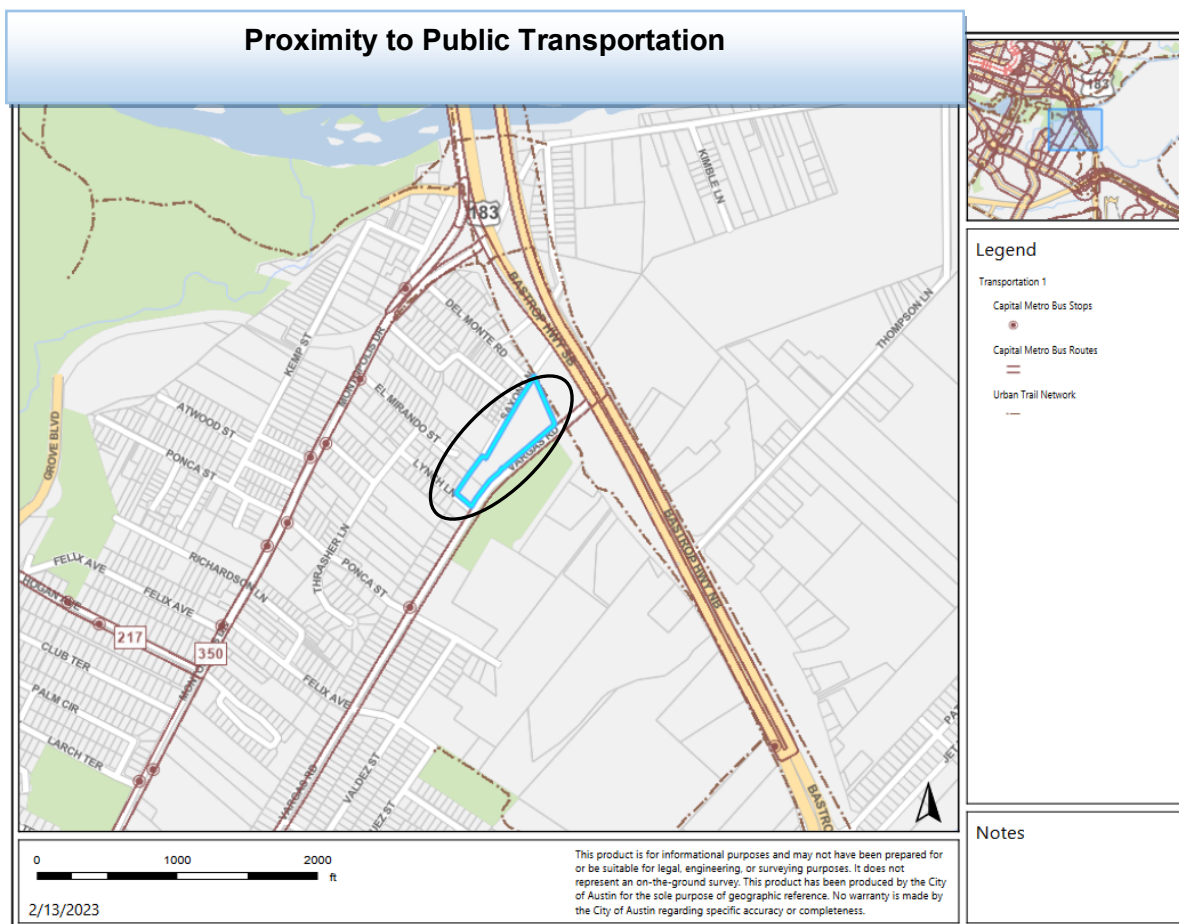 Proximity to Public Transportation
183
183
KIMBLE LN
THOMPSON LN
BASTROP HWY SB
DEL MONTE RD
SAXON
KEMP ST
MONTOPOLIS DR
EL MIRANDO ST
ATWOOD ST
PONCA ST
GROVE BLVD
LYNCH LN
VARGAS RD
BASTROP HWY NB
THRASHER LN
PONCA ST
RICHARDSON LN
FELIX AVE
FELIX AVE
FELIX AVE
HOGAN AVE
217
350
CLUB TER
PALM CIR
LARCH TER
VARGAS RD
VALDEZ ST
Legend
Transportation 1
Capital Metro Bus Stops
Capital Metro Bus Routes
Urban Trail Network
Notes
0 1000 2000
ft
2/13/2023
This product is for informational purposes and may not have been prepared for
or be suitable for legal, engineering, or surveying purposes. It does not
represent an on-the-ground survey. This product has been produced by the City
of Austin for the sole purpose of geographic reference. No warranty is made by
the City of Austin regarding specific accuracy or completeness.